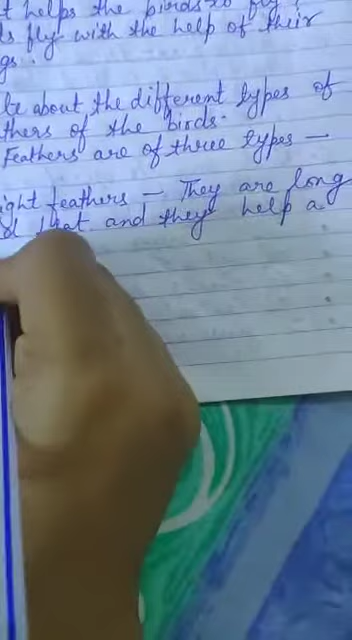 t helps the birds to fly.
ds fly with the help of their
gs.
te about the different types of
thers of the birds.
Feathers are of three types —
ight feathers — They are long
d flat and they help a